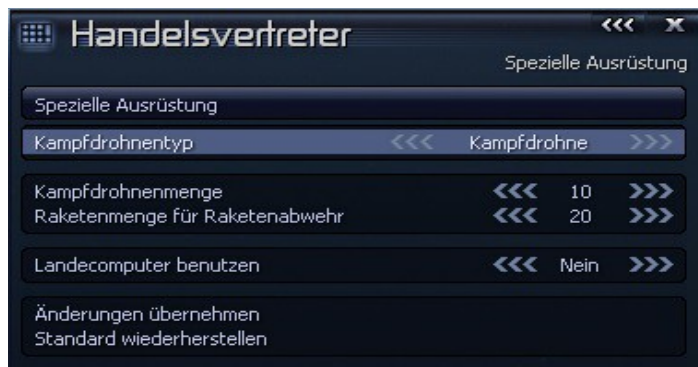 Handelsvertreter
Spezielle Ausrüstung
Spezielle Ausrüstung
Kampfdrohnentyp <<< Kampfdrohne >>>
Kampfdrohnenmenge <<< 10 >>>
Raketenmenge für Raketenabwehr <<< 20 >>>
Landecomputer benutzen <<< Nein >>>
Änderungen übernehmen
Standard wiederherstellen